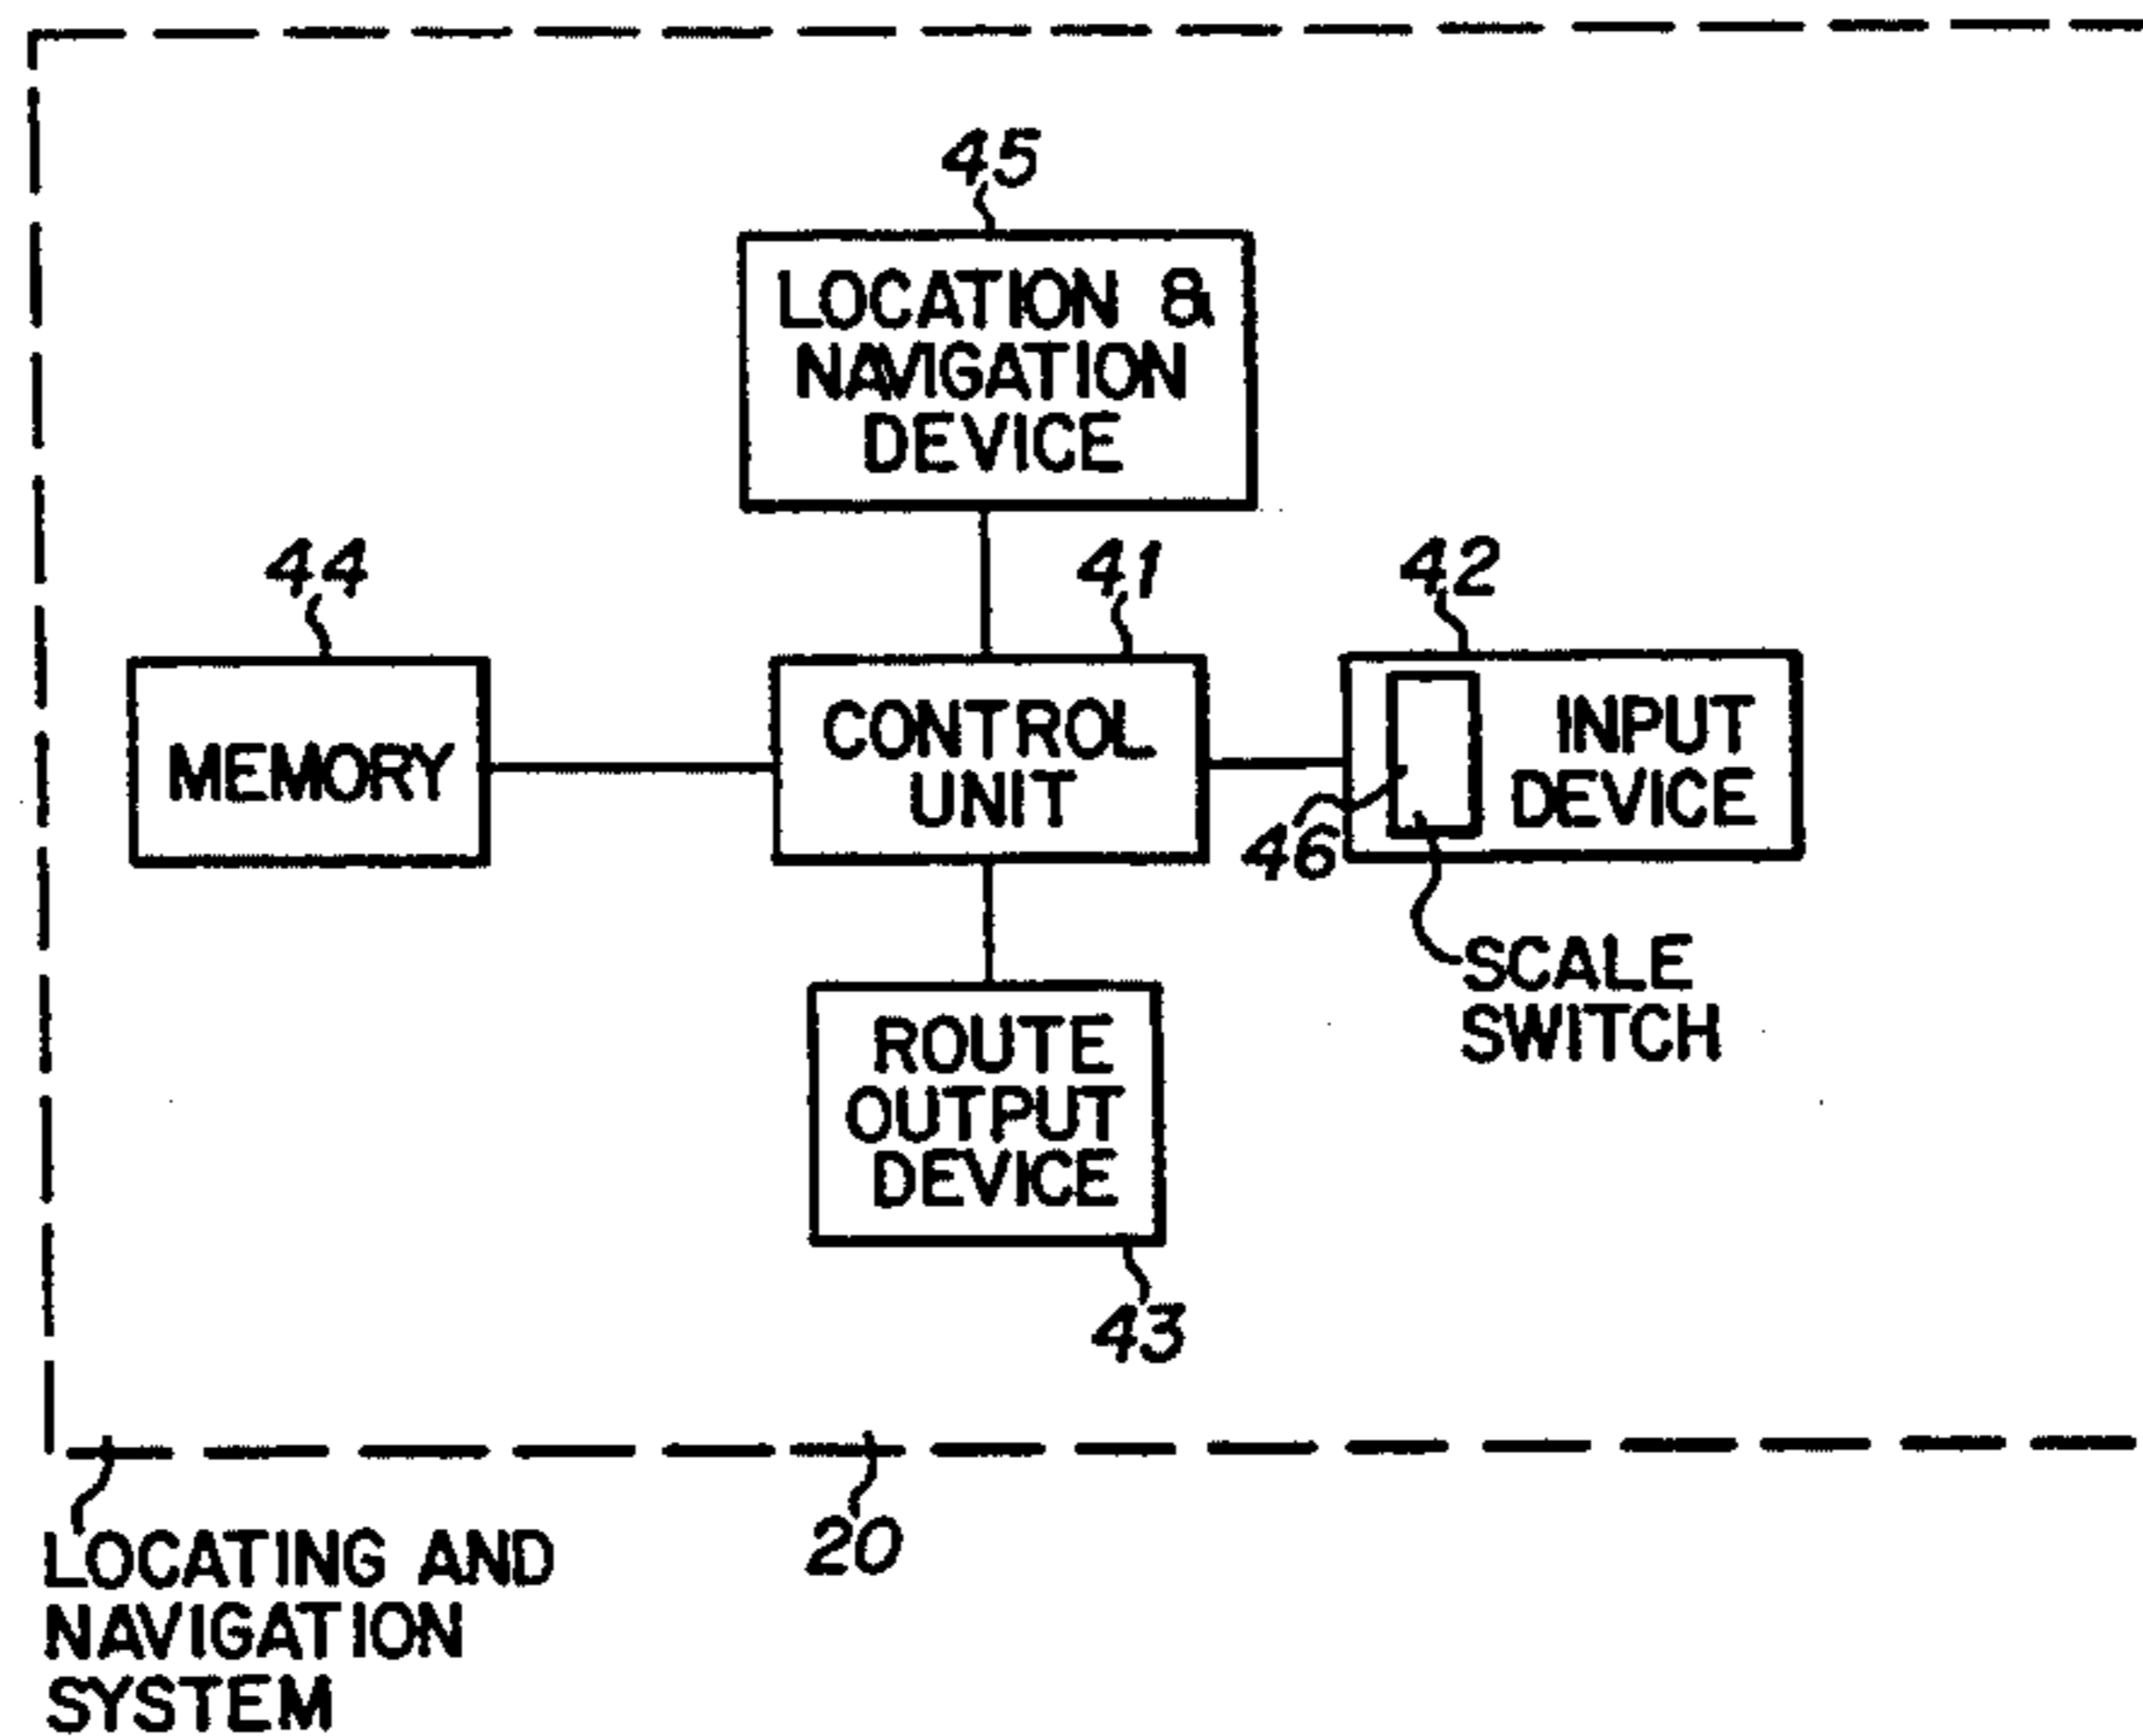 45
LOCATION &
NAVIGATION
DEVICE
44
41
42
MEMORY
CONTROL
UNIT
INPUT
DEVICE
46
SCALE
SWITCH
ROUTE
OUTPUT
DEVICE
43
20
LOCATING AND
NAVIGATION
SYSTEM